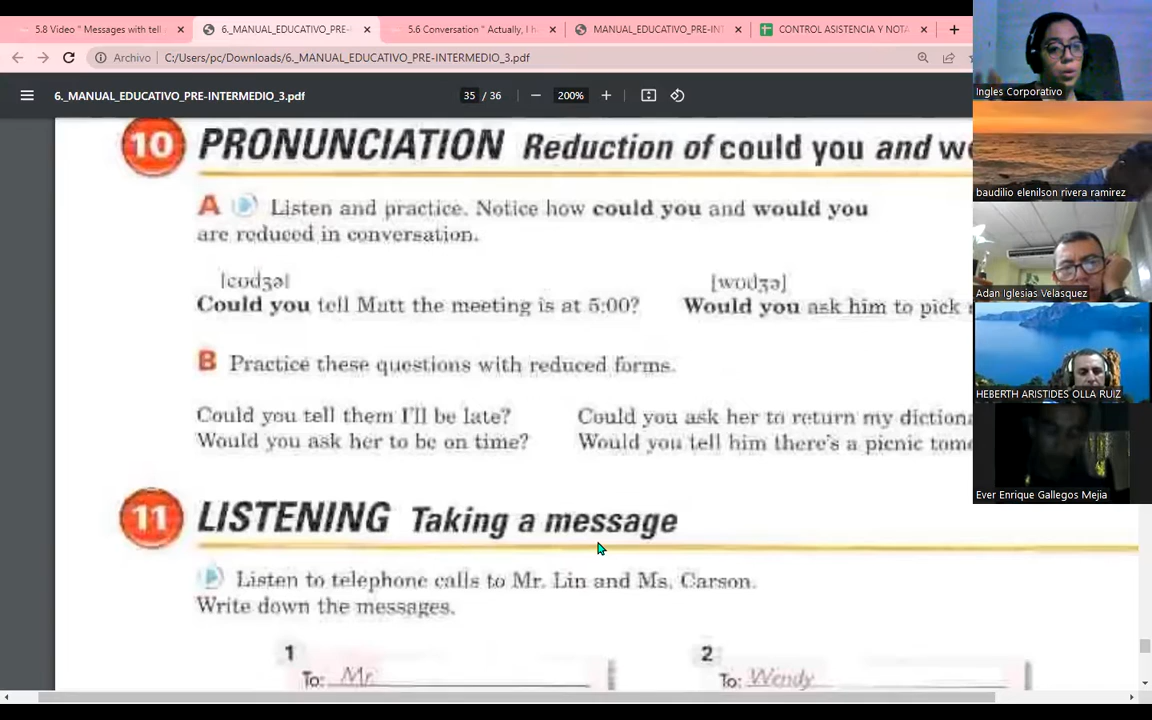 5.8 Video " Messages with tell
6._MANUAL_EDUCATIVO_PRE-
5.6 Conversation " Actually, I h
MANUAL_EDUCATIVO_PRE-INT
CONTROL ASISTENCIA Y NOTA
Archivo
C:/Users/pc/Downloads/6._MANUAL_EDUCATIVO_PRE-INTERMEDIO_3.pdf
6._MANUAL_EDUCATIVO_PRE-INTERMEDIO_3.pdf
35 / 36
200%
10 PRONUNCIATION Reduction of could you and w
A Listen and practice. Notice how could you and would you
are reduced in conversation.
[cʊdʒə] [wʊdʒə]
Could you tell Matt the meeting is at 5:00? Would you ask him to pick
B Practice these questions with reduced forms.
Could you tell them I'll be late? Could you ask her to return my dictiona
Would you ask her to be on time? Would you tell him there's a picnic tom
11 LISTENING Taking a message
Listen to telephone calls to Mr. Lin and Ms. Carson.
Write down the messages.
1 2
To: Mr. To: Wendy
Ingles Corporativo
baudilio elenilson rivera ramirez
Adan Iglesias Velasquez
HEBERTH ARISTIDES OLLA RUIZ
Ever Enrique Gallegos Mejia